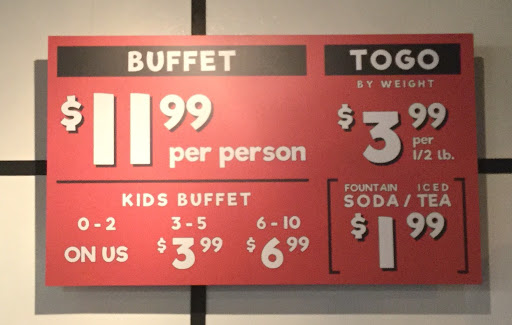 BUFFET
$11.99 per person
KIDS BUFFET
0-2 3-5 6-10
ON US $3.99 $6.99
TOGO
BY WEIGHT
$3.99 per 1/2 lb.
FOUNTAIN ICED
SODA / TEA
$1.99